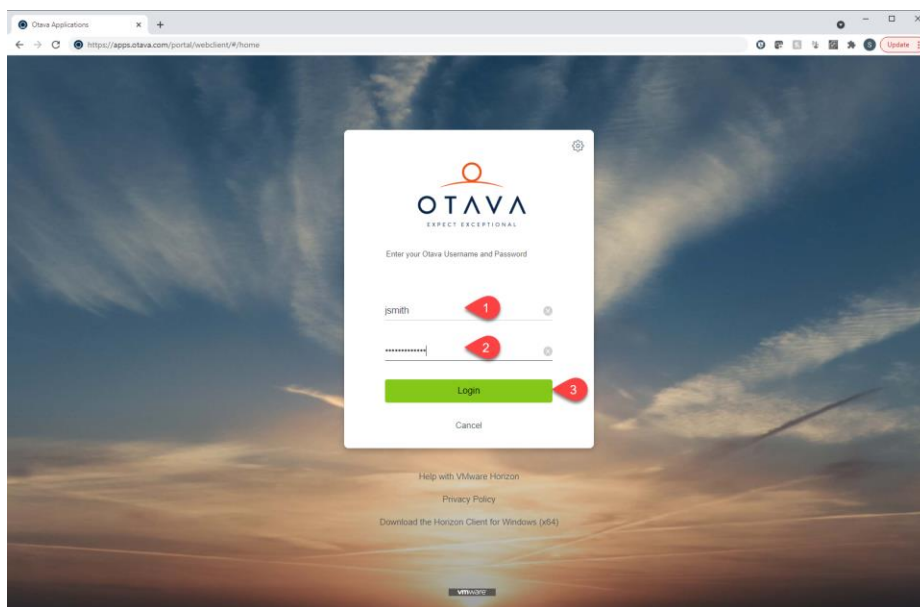 Otava Applications
https://apps.otava.com/portal/webclient/#/home
S
Update
OTAVA
EXPECT EXCEPTIONAL
Enter your Otava Username and Password
jsmith
1
*************
2
Login
3
Cancel
Help with VMware Horizon
Privacy Policy
Download the Horizon Client for Windows (x64)
vmware